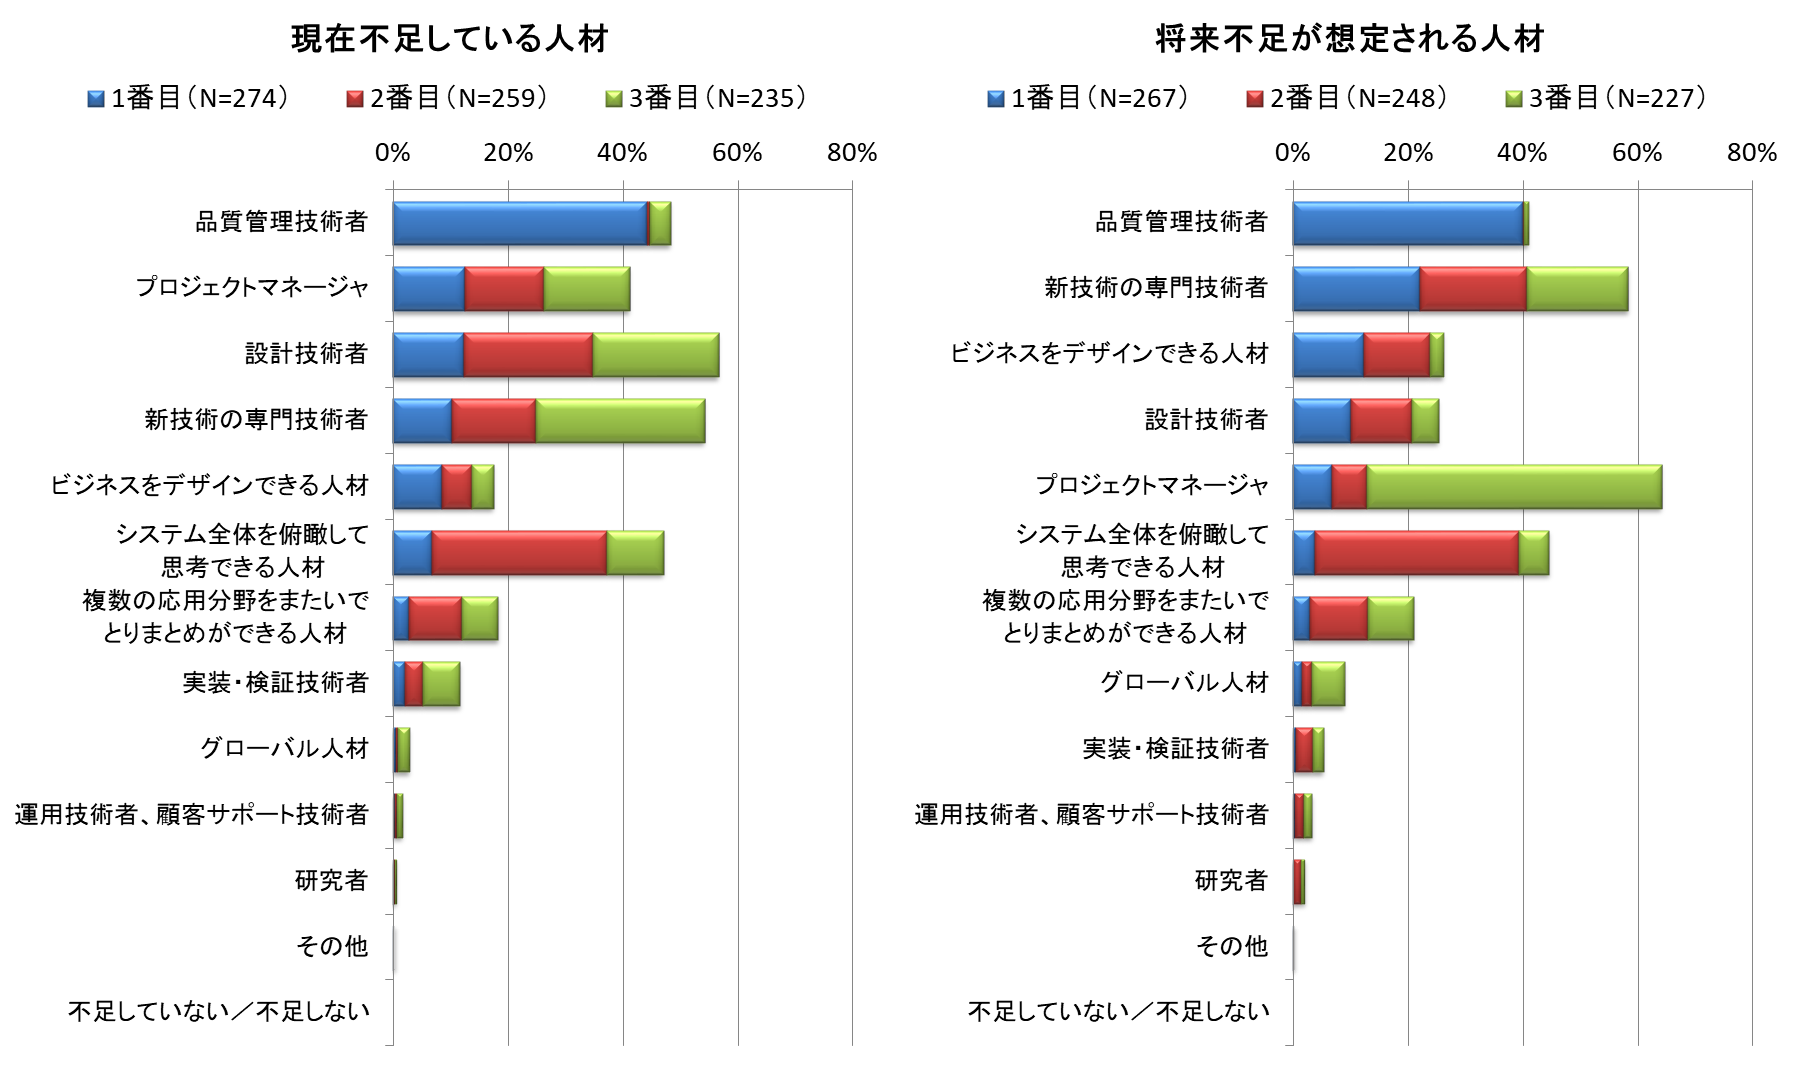 現在不足している人材
1番目（N=274） 2番目（N=259） 3番目（N=235）
0% 20% 40% 60% 80%
品質管理技術者
プロジェクトマネージャ
設計技術者
新技術の専門技術者
ビジネスをデザインできる人材
システム全体を俯瞰して
思考できる人材
複数の応用分野をまたいで
とりまとめができる人材
実装・検証技術者
グローバル人材
運用技術者、顧客サポート技術者
研究者
その他
不足していない／不足しない
将来不足が想定される人材
1番目（N=267） 2番目（N=248） 3番目（N=227）
0% 20% 40% 60% 80%
品質管理技術者
新技術の専門技術者
ビジネスをデザインできる人材
設計技術者
プロジェクトマネージャ
システム全体を俯瞰して
思考できる人材
複数の応用分野をまたいで
とりまとめができる人材
グローバル人材
実装・検証技術者
運用技術者、顧客サポート技術者
研究者
その他
不足していない／不足しない